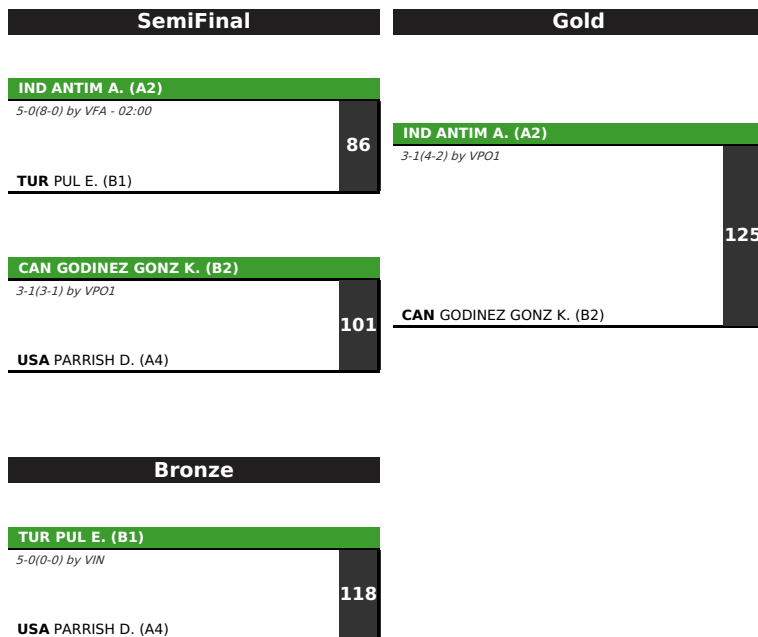 SemiFinal
IND ANTIM A. (A2)
5-0(8-0) by VFA - 02:00
86
TUR PUL E. (B1)
CAN GODINEZ GONZ K. (B2)
3-1(3-1) by VPO1
101
USA PARRISH D. (A4)
Gold
IND ANTIM A. (A2)
3-1(4-2) by VPO1
125
CAN GODINEZ GONZ K. (B2)
Bronze
TUR PUL E. (B1)
5-0(0-0) by VIN
118
USA PARRISH D. (A4)